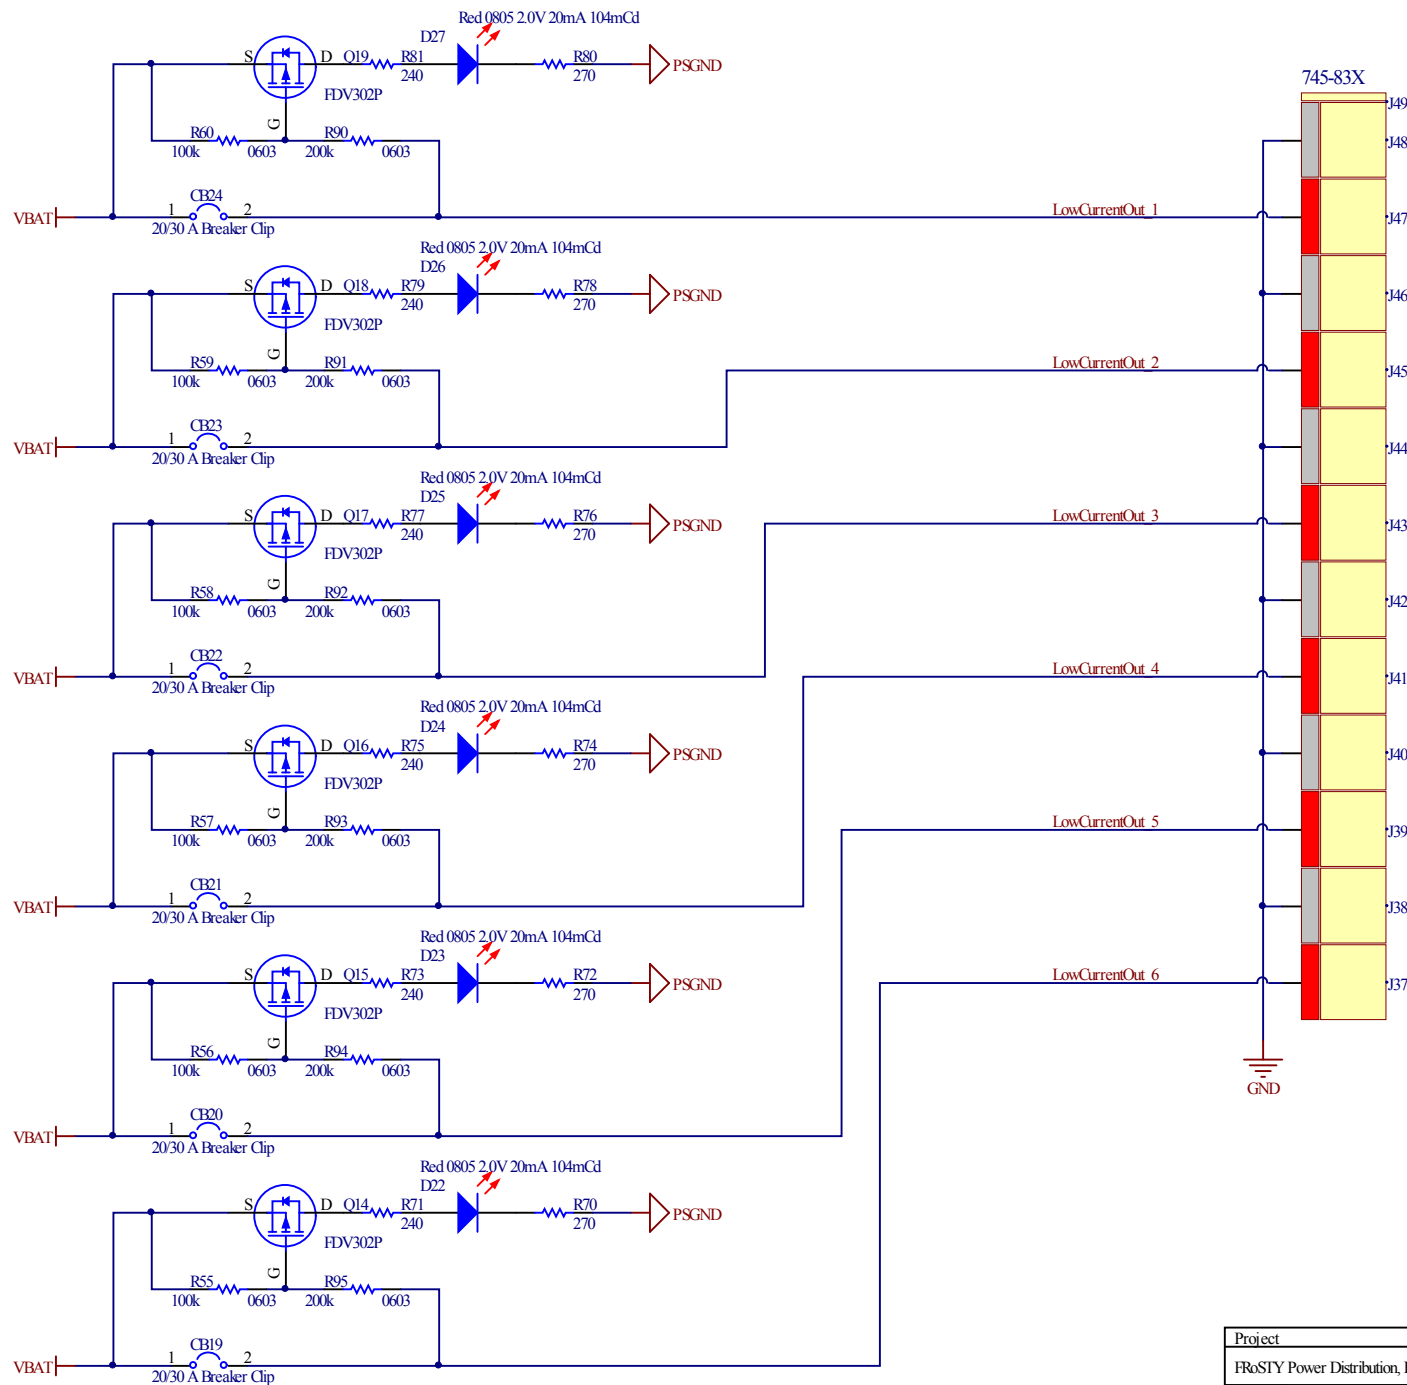 Red 0805 2.0V 20mA 104mCd
D27
S D Q19 R81 R80
240 270 PSGND
FDV302P
G
R60 R90
100k 0603 200k 0603
CB24
VBAT 1 2
20/30 A Breaker Clip
LowCurrentOut_1
Red 0805 2.0V 20mA 104mCd
D26
S D Q18 R79 R78
240 270 PSGND
FDV302P
G
R59 R91
100k 0603 200k 0603
CB23
VBAT 1 2
20/30 A Breaker Clip
LowCurrentOut_2
Red 0805 2.0V 20mA 104mCd
D25
S D Q17 R77 R76
240 270 PSGND
FDV302P
G
R58 R92
100k 0603 200k 0603
CB22
VBAT 1 2
20/30 A Breaker Clip
LowCurrentOut_3
Red 0805 2.0V 20mA 104mCd
D24
S D Q16 R75 R74
240 270 PSGND
FDV302P
G
R57 R93
100k 0603 200k 0603
CB21
VBAT 1 2
20/30 A Breaker Clip
LowCurrentOut_4
Red 0805 2.0V 20mA 104mCd
D23
S D Q15 R73 R72
240 270 PSGND
FDV302P
G
R56 R94
100k 0603 200k 0603
CB20
VBAT 1 2
20/30 A Breaker Clip
LowCurrentOut_5
Red 0805 2.0V 20mA 104mCd
D22
S D Q14 R71 R70
240 270 PSGND
FDV302P
G
R55 R95
100k 0603 200k 0603
CB19
VBAT 1 2
20/30 A Breaker Clip
LowCurrentOut_6
745-83X
J49
J48
J47
J46
J45
J44
J43
J42
J41
J40
J39
J38
J37
GND
Project
FRoSTY Power Distribution,